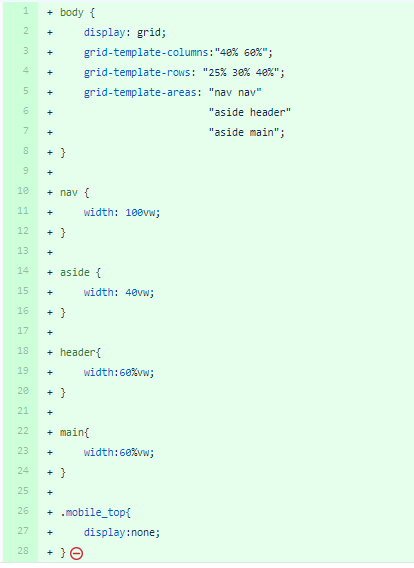 1 + body {
2 +     display: grid;
3 +     grid-template-columns:"40% 60%";
4 +     grid-template-rows: "25% 30% 40%";
5 +     grid-template-areas: "nav nav"
6 +                          "aside header"
7 +                          "aside main";
8 + }
9 +
10 + nav {
11 +     width: 100vw;
12 + }
13 +
14 + aside {
15 +     width: 40vw;
16 + }
17 +
18 + header{
19 +     width:60%vw;
20 + }
21 +
22 + main{
23 +     width:60%vw;
24 + }
25 +
26 + .mobile_top{
27 +     display:none;
28 + }